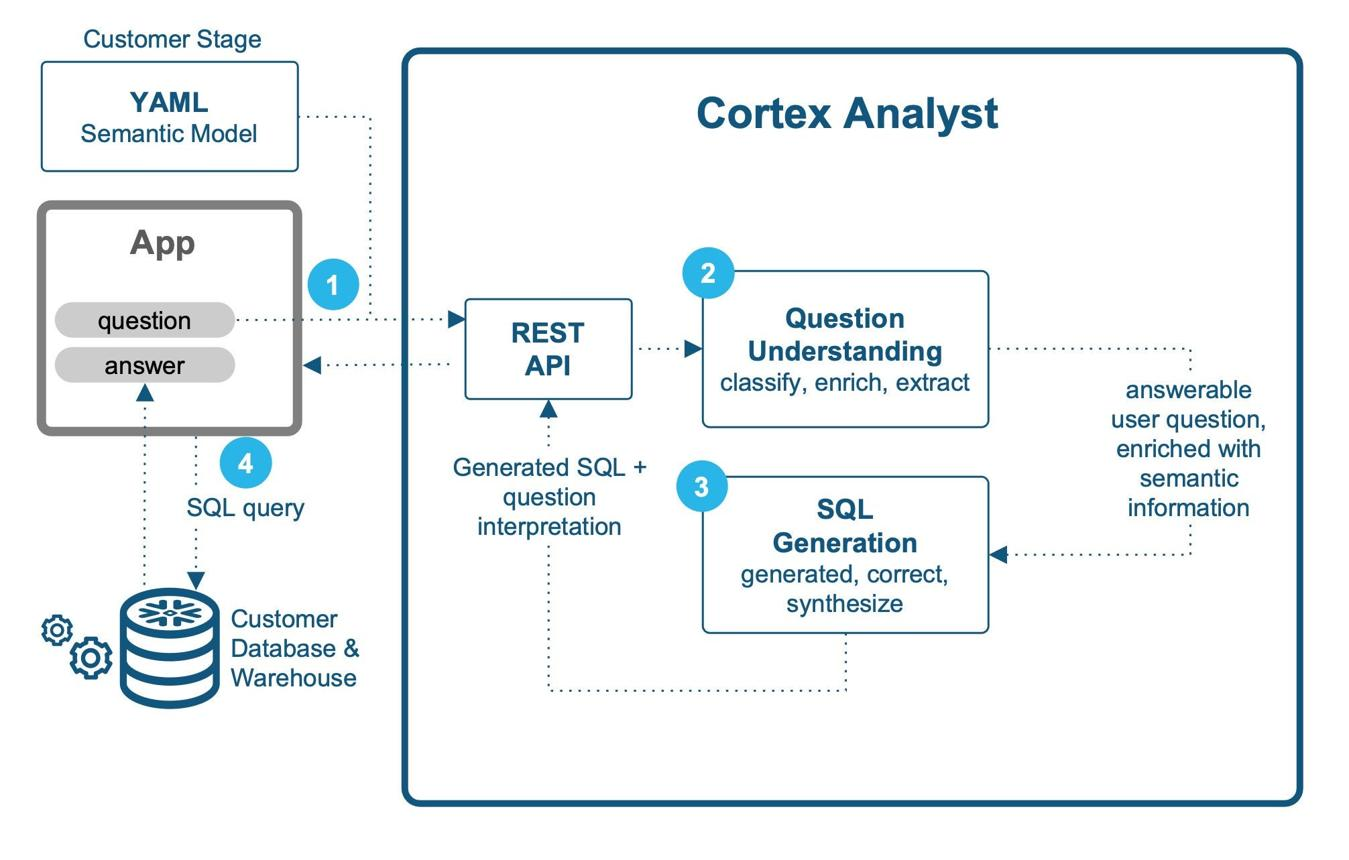 Customer Stage
YAML
Semantic Model
Cortex Analyst
App
1
question
answer
REST
API
2
Question
Understanding
classify, enrich, extract
answerable
user question,
enriched with
semantic
information
3
SQL
Generation
generated, correct,
synthesize
Generated SQL +
question
interpretation
4
SQL query
Customer
Database &
Warehouse